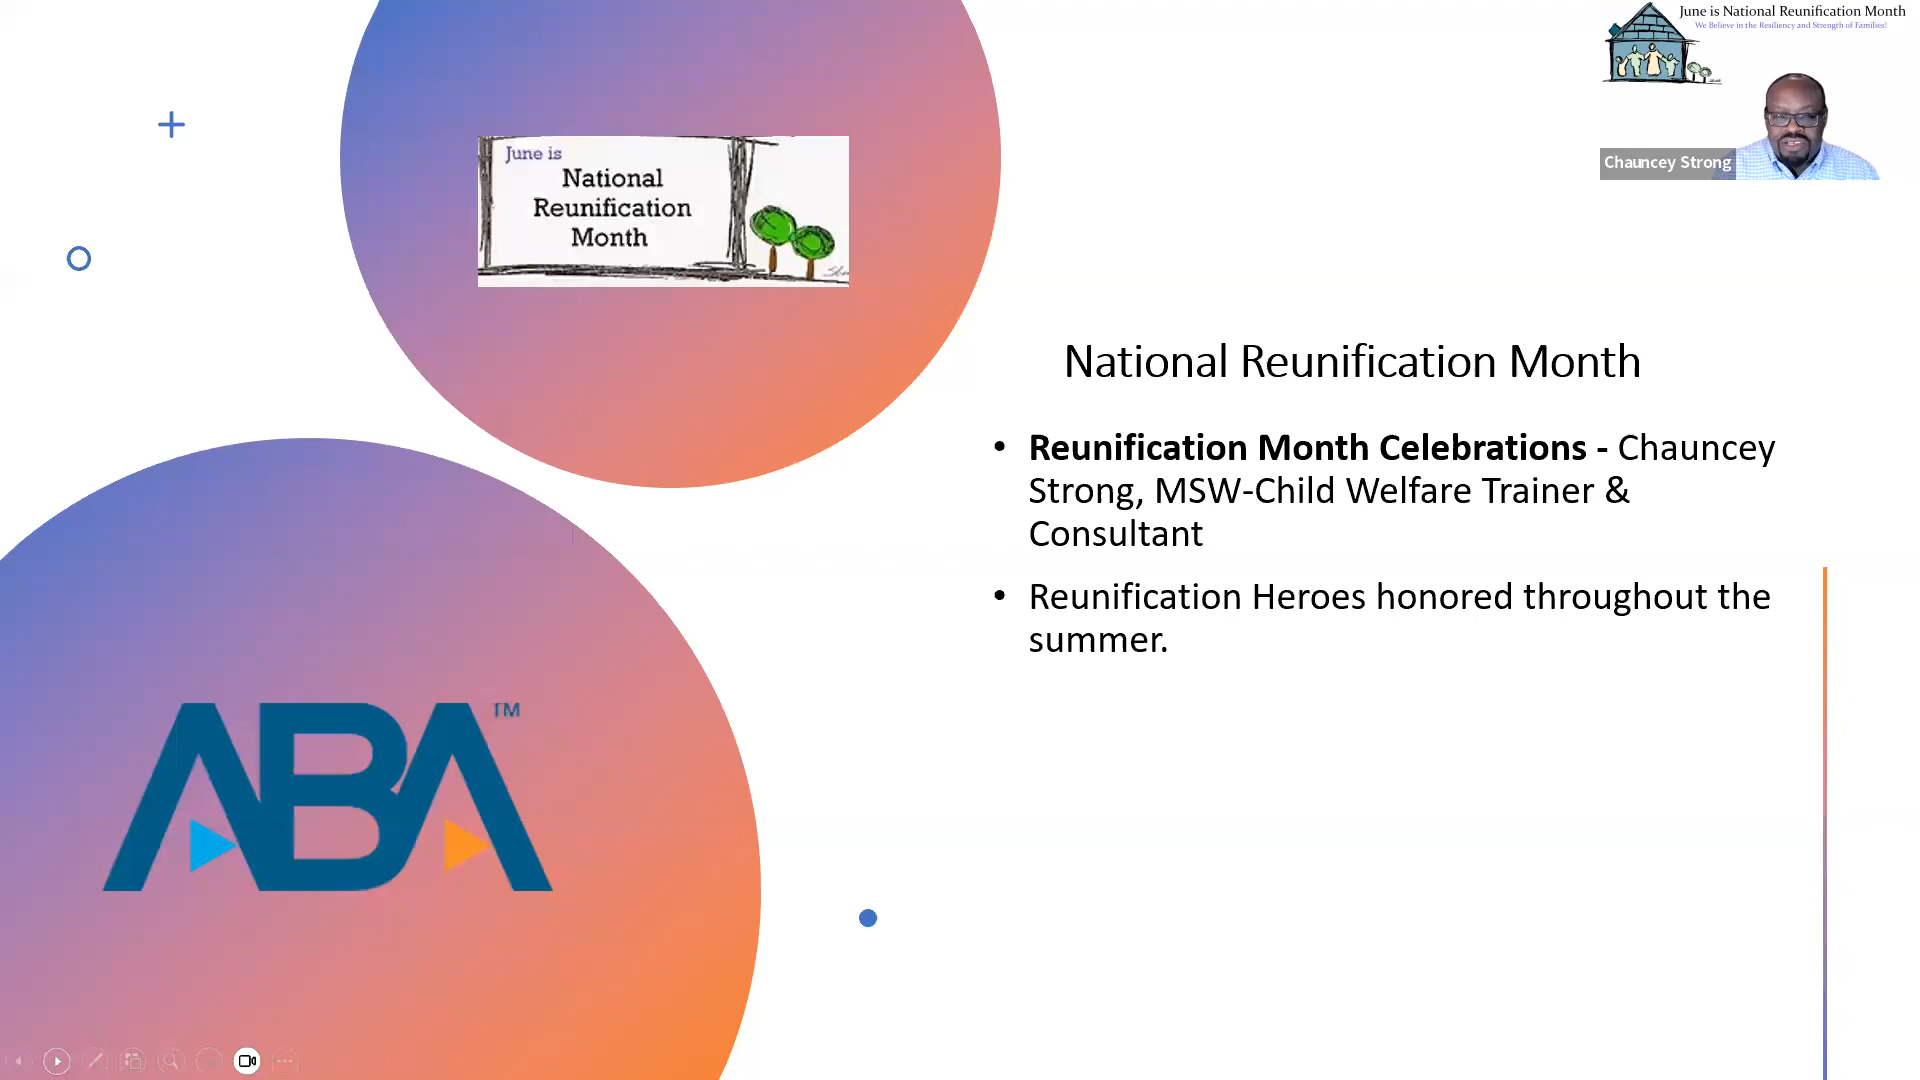 June is National Reunification Month
We Believe in the Resiliency and Strength of Families!
Chauncey Strong
June is
National
Reunification
Month
National Reunification Month
• Reunification Month Celebrations - Chauncey
Strong, MSW-Child Welfare Trainer &
Consultant
• Reunification Heroes honored throughout the
summer.
ABA™